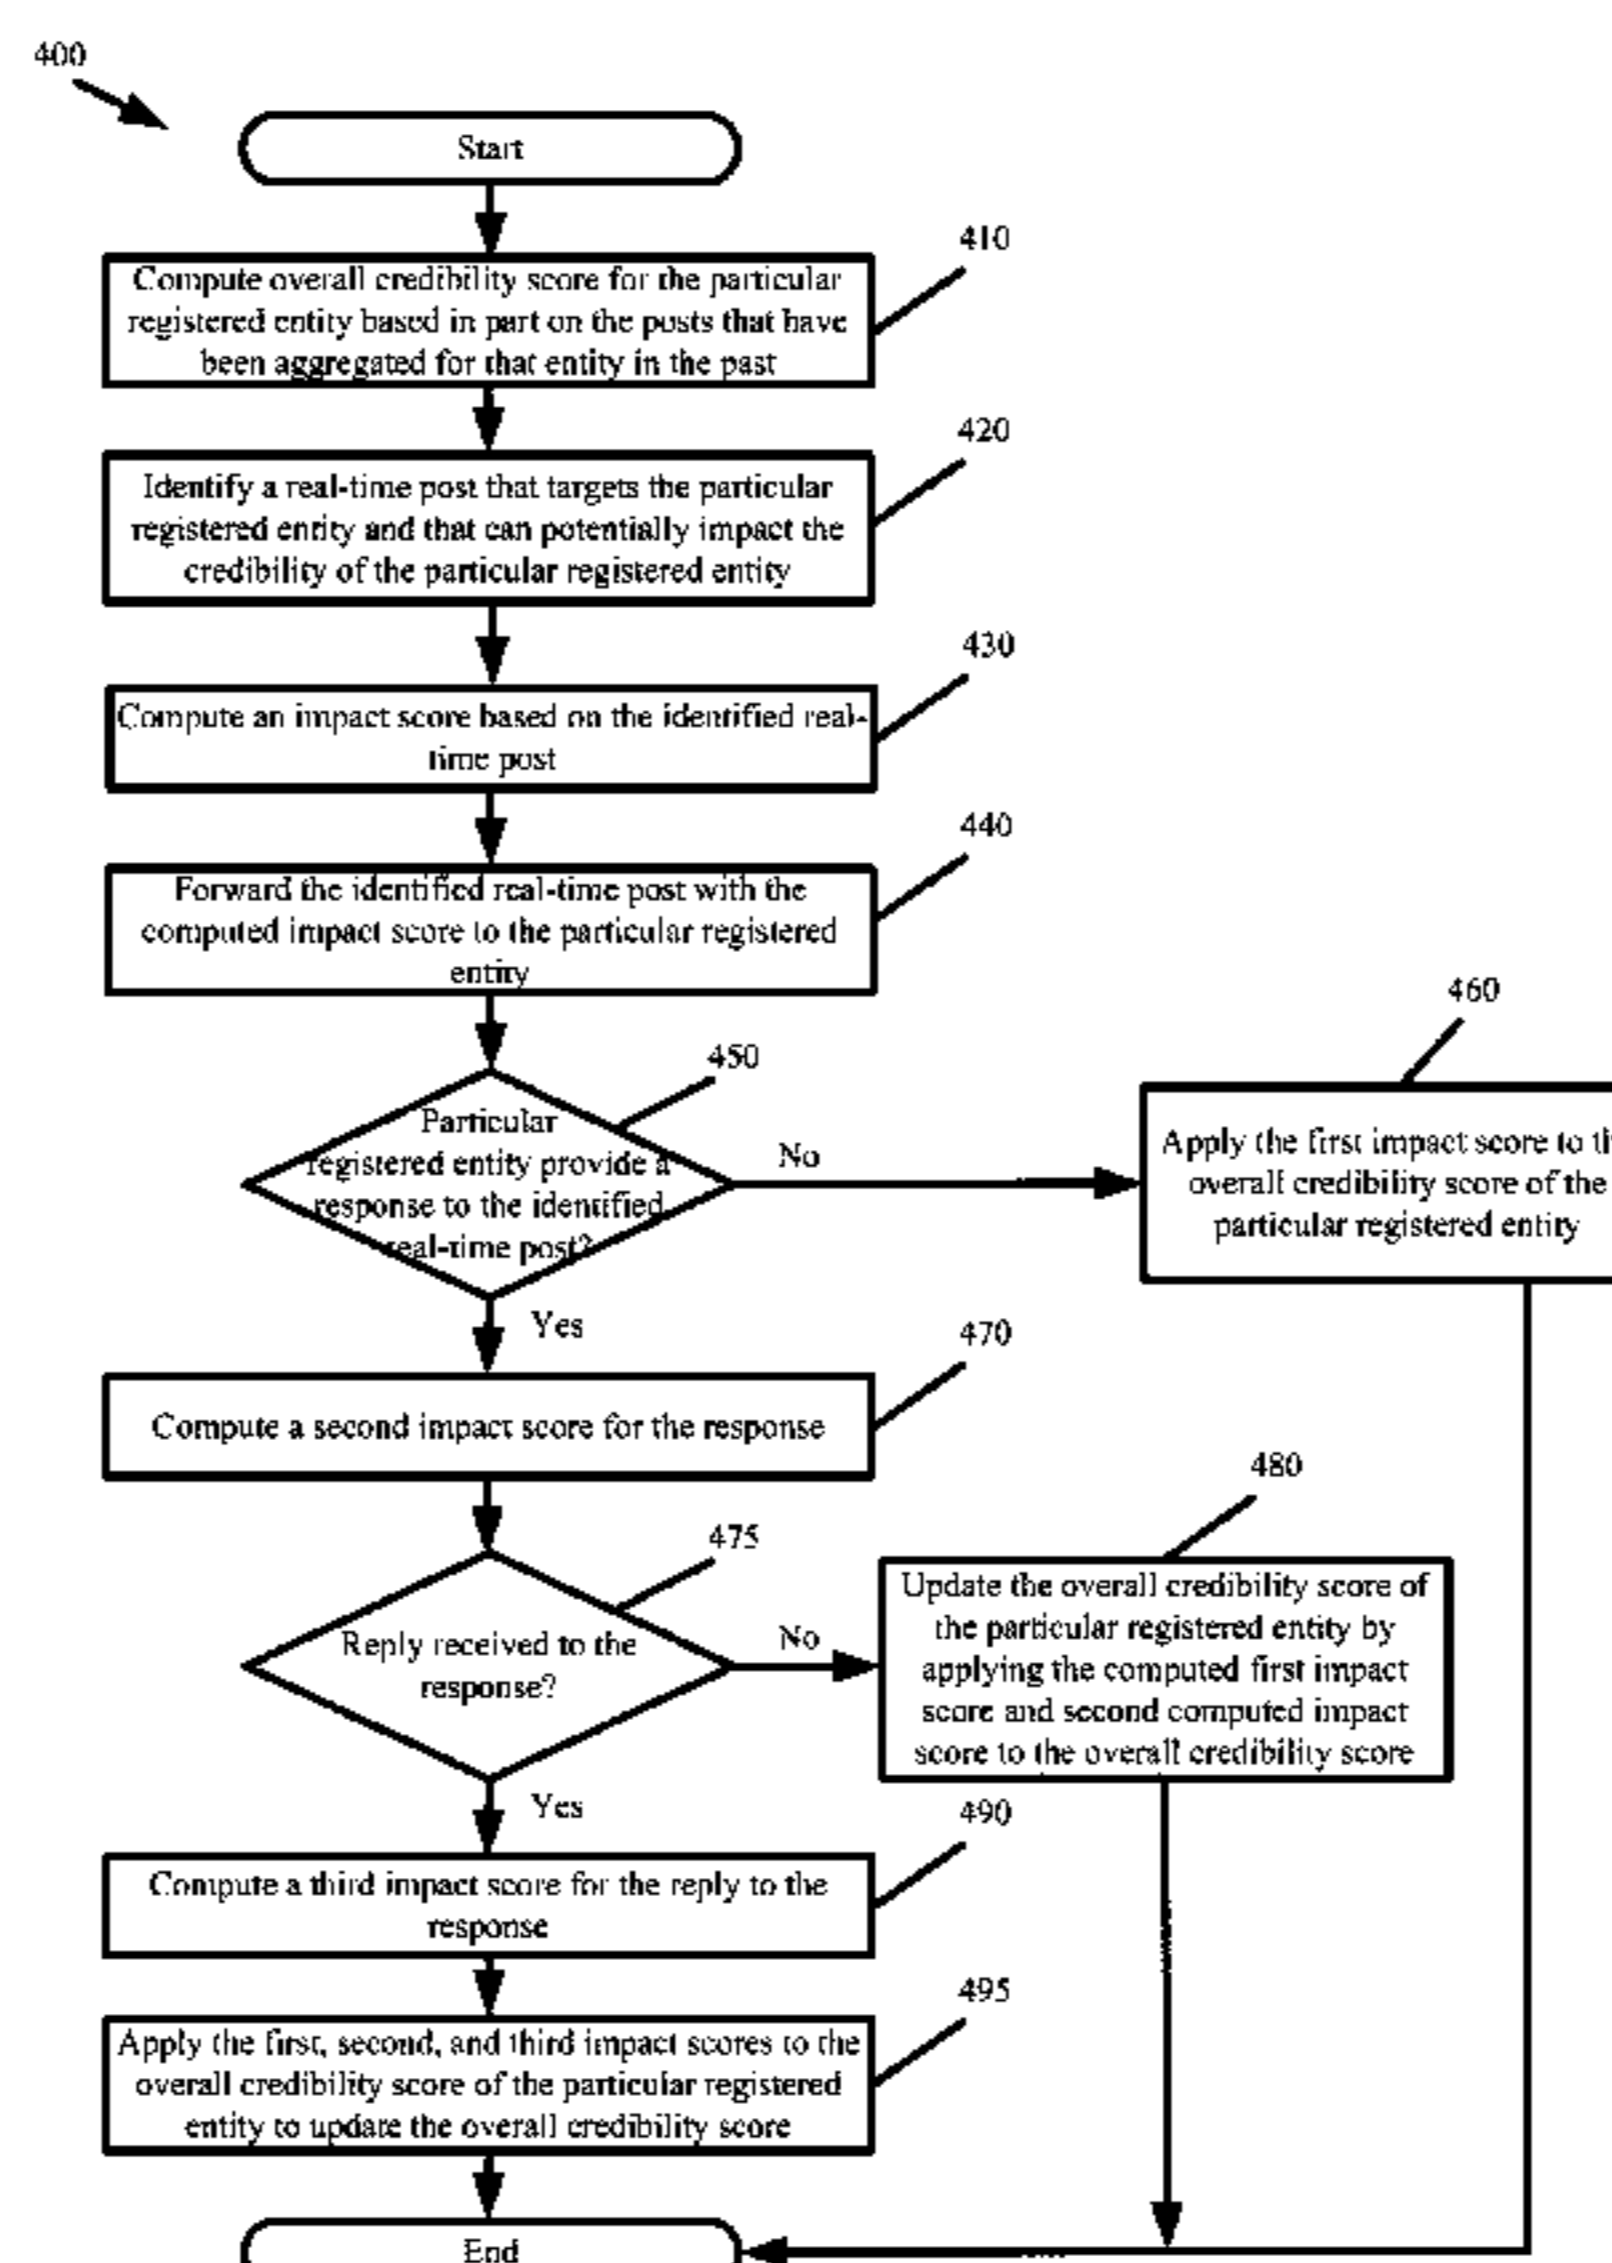 400
Start
410
Compute overall credibility score for the particular
registered entity based in part on the posts that have
been aggregated for that entity in the past
420
Identify a real-time post that targets the particular
registered entity and that can potentially impact the
credibility of the particular registered entity
430
Compute an impact score based on the identified real-
time post
440
Forward the identified real-time post with the
computed impact score to the particular registered
entity
450
Particular
registered entity provide a
response to the identified
real-time post?
No
460
Apply the first impact score to
overall credibility score of the
particular registered entity
Yes
470
Compute a second impact score for the response
475
Reply received to the
response?
No
480
Update the overall credibility score of
the particular registered entity by
applying the computed first impact
score and second computed impact
score to the overall credibility score
Yes
490
Compute a third impact score for the reply to the
response
495
Apply the first, second, and third impact scores to the
overall credibility score of the particular registered
entity to update the overall credibility score
End